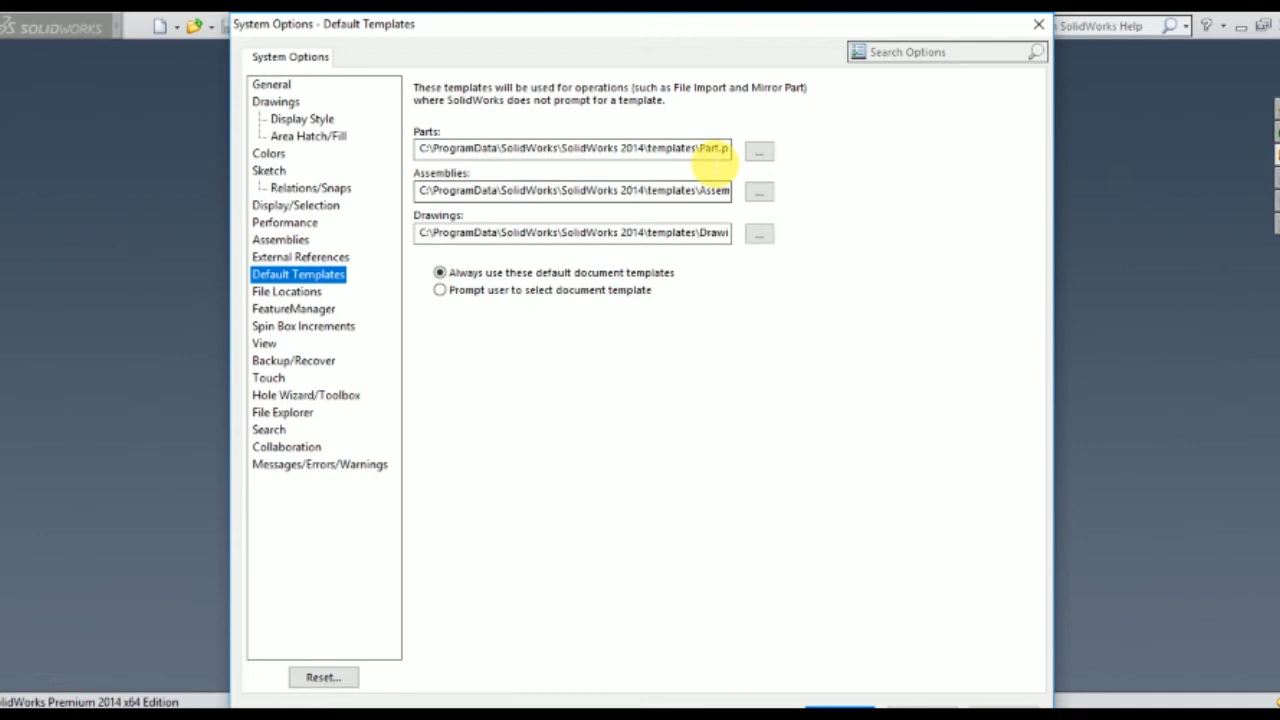 SOLIDWORKS
System Options - Default Templates
SolidWorks Help
System Options
Search Options
General
Drawings
Display Style
Area Hatch/Fill
Colors
Sketch
Relations/Snaps
Display/Selection
Performance
Assemblies
External References
Default Templates
File Locations
FeatureManager
Spin Box Increments
View
Backup/Recover
Touch
Hole Wizard/Toolbox
File Explorer
Search
Collaboration
Messages/Errors/Warnings
Reset...
These templates will be used for operations (such as File Import and Mirror Part)
where SolidWorks does not prompt for a template.
Parts:
C:\ProgramData\SolidWorks\SolidWorks 2014\templates\Part.p
...
Assemblies:
C:\ProgramData\SolidWorks\SolidWorks 2014\templates\Assem
...
Drawings:
C:\ProgramData\SolidWorks\SolidWorks 2014\templates\Drawi
...
Always use these default document templates
Prompt user to select document template
olidWorks Premium 2014 x64 Edition